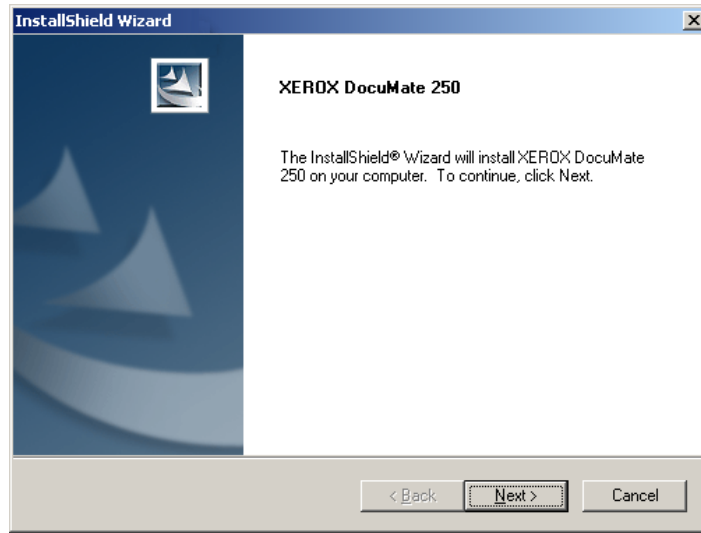 InstallShield Wizard
XEROX DocuMate 250
The InstallShield® Wizard will install XEROX DocuMate
250 on your computer. To continue, click Next.
< Back Next > Cancel